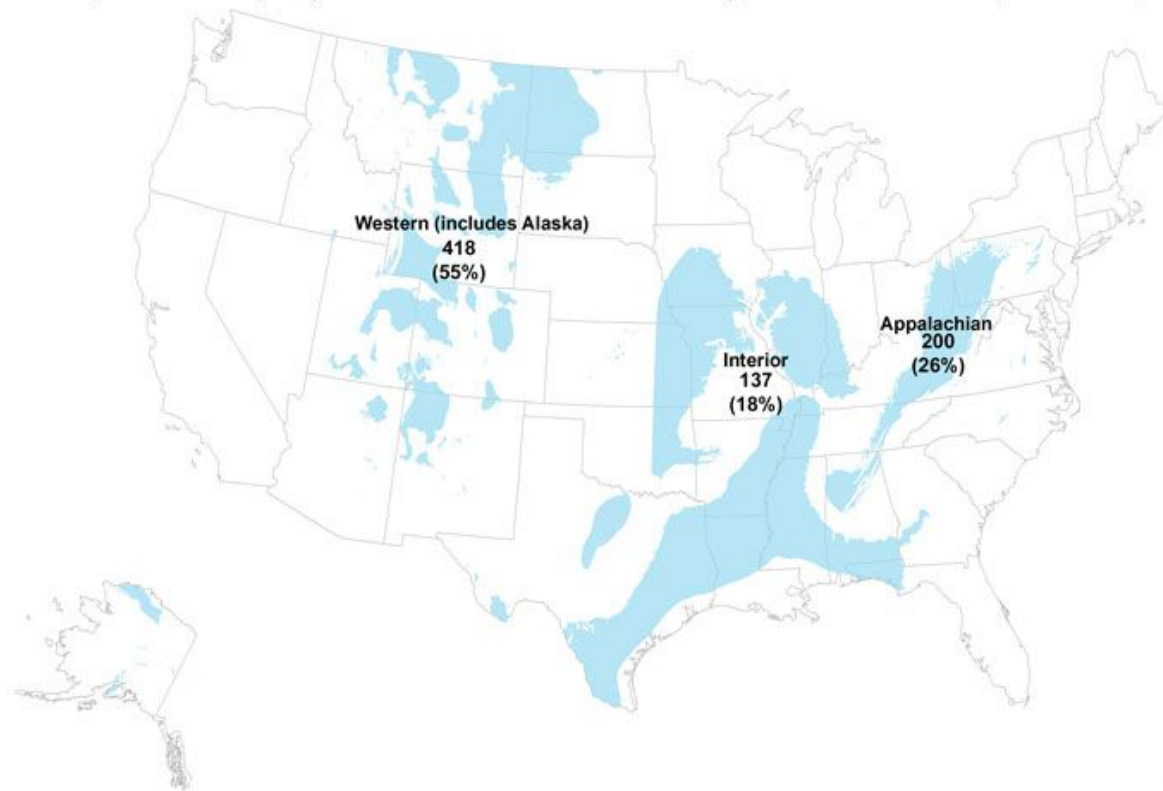 Western (includes Alaska)
418
(55%)
Appalachian
200
(26%)
Interior
137
(18%)